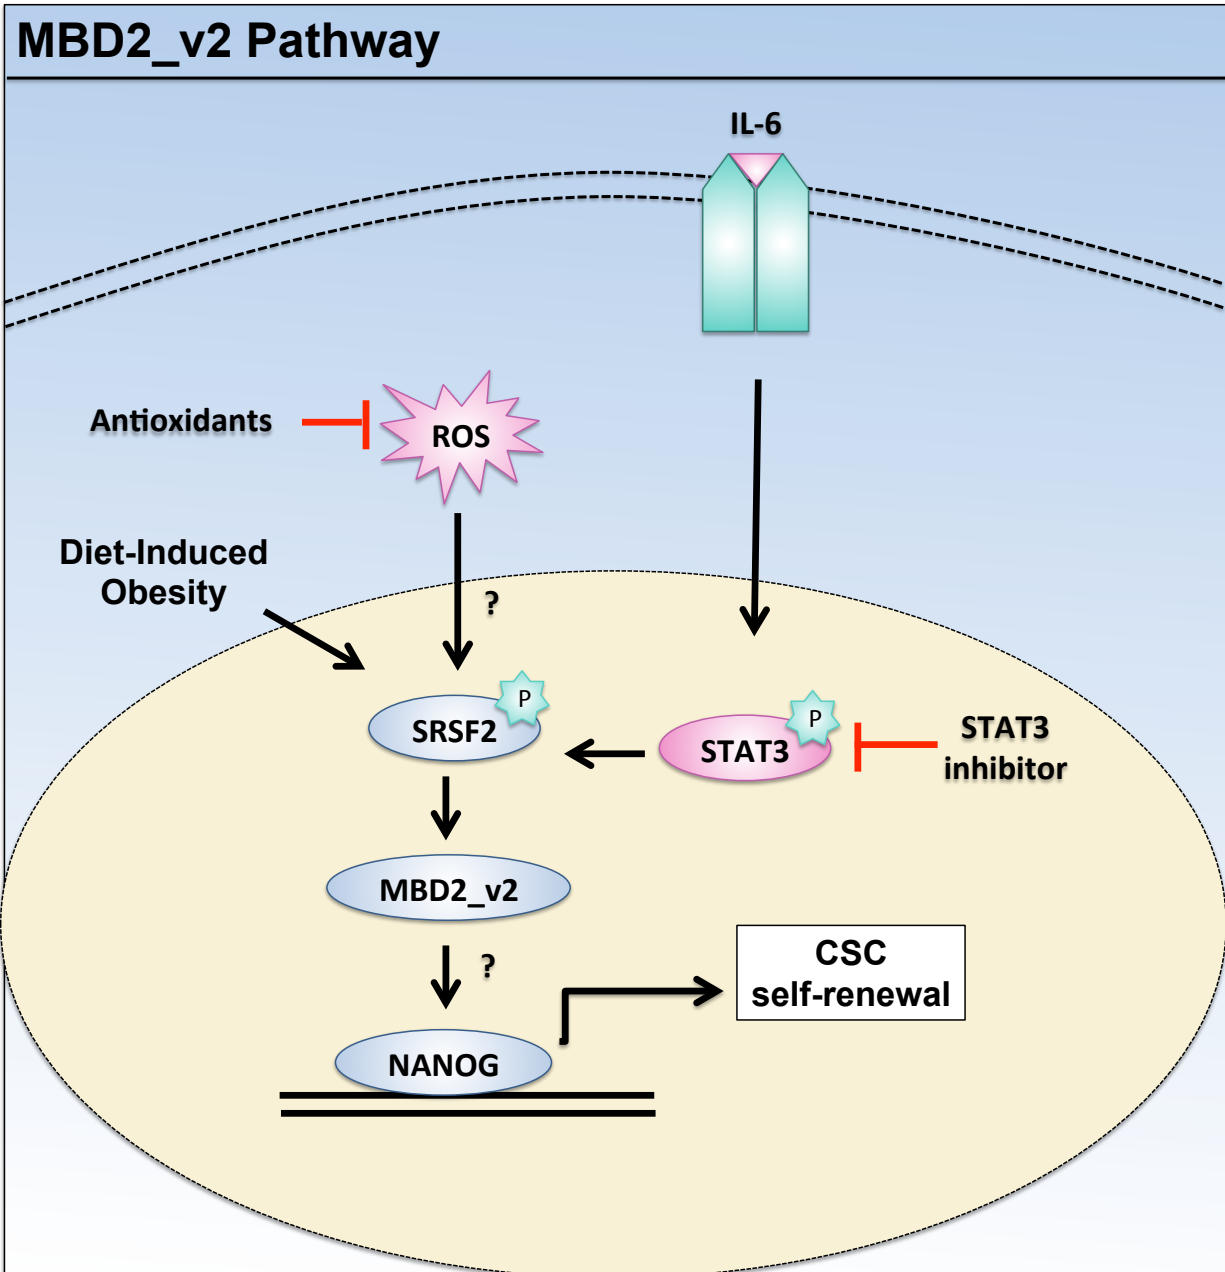 MBD2_v2 Pathway
IL-6
Antioxidants
ROS
Diet-Induced
Obesity
?
SRSF2
P
STAT3
P
STAT3
inhibitor
MBD2_v2
?
CSC
self-renewal
NANOG